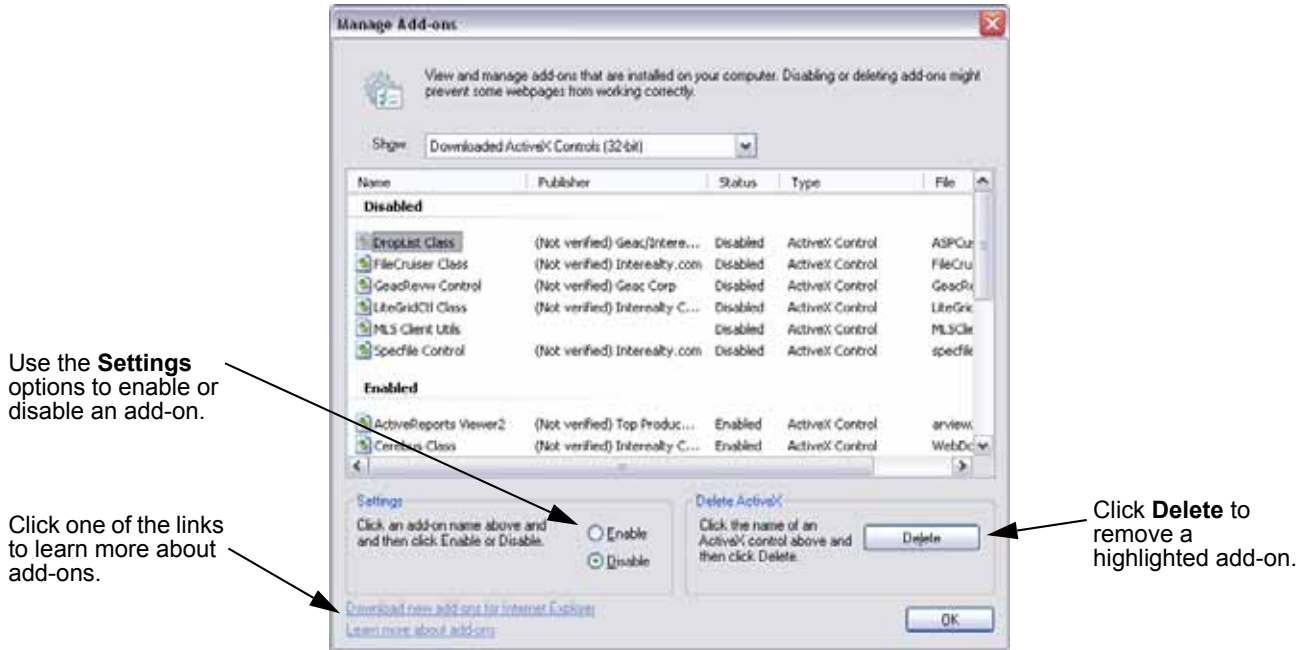 Manage Add-ons
View and manage add-ons that are installed on your computer. Disabling or deleting add-ons might
prevent some webpages from working correctly.
Show Downloaded ActiveX Controls (32-bit)
Name Publisher Status Type File
Disabled
DropList Class (Not verified) Geac/Intere... Disabled ActiveX Control ASPCu
FileCruiser Class (Not verified) Interealty.com Disabled ActiveX Control FileCru
GeacRevw Control (Not verified) Geac Corp Disabled ActiveX Control GeacRe
LiteGridCtl Class (Not verified) Interealty C... Disabled ActiveX Control LiteGric
MLS Client Utils Disabled ActiveX Control MLSClie
Specfile Control (Not verified) Interealty.com Disabled ActiveX Control specfile
Enabled
ActiveReports Viewer2 (Not verified) Top Produc... Enabled ActiveX Control arview.
Cerebus Class (Not verified) Interealty C... Enabled ActiveX Control WebDc
Use the Settings
options to enable or
disable an add-on.
Settings
Click an add-on name above and
and then click Enable or Disable.
Enable
Disable
Delete ActiveX
Click the name of an
ActiveX control above and
then click Delete.
Delete
Click one of the links
to learn more about
add-ons.
Click Delete to
remove a
highlighted add-on.
Download new add-ons for Internet Explorer
Learn more about add-ons
OK